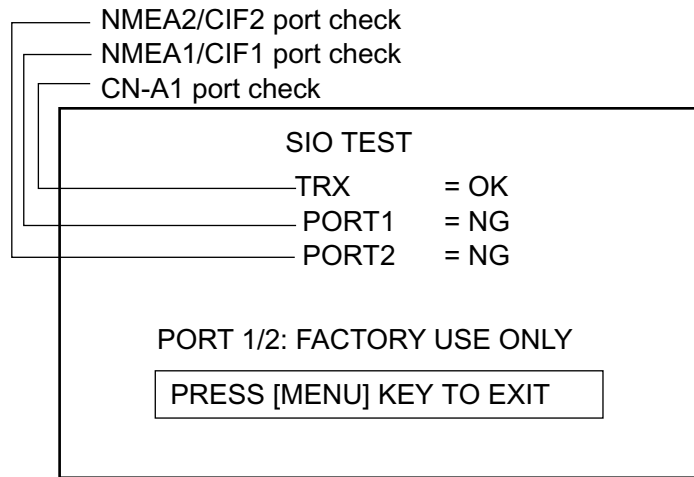 NMEA2/CIF2 port check
NMEA1/CIF1 port check
CN-A1 port check
SIO TEST
TRX = OK
PORT1 = NG
PORT2 = NG
PORT 1/2: FACTORY USE ONLY
PRESS [MENU] KEY TO EXIT